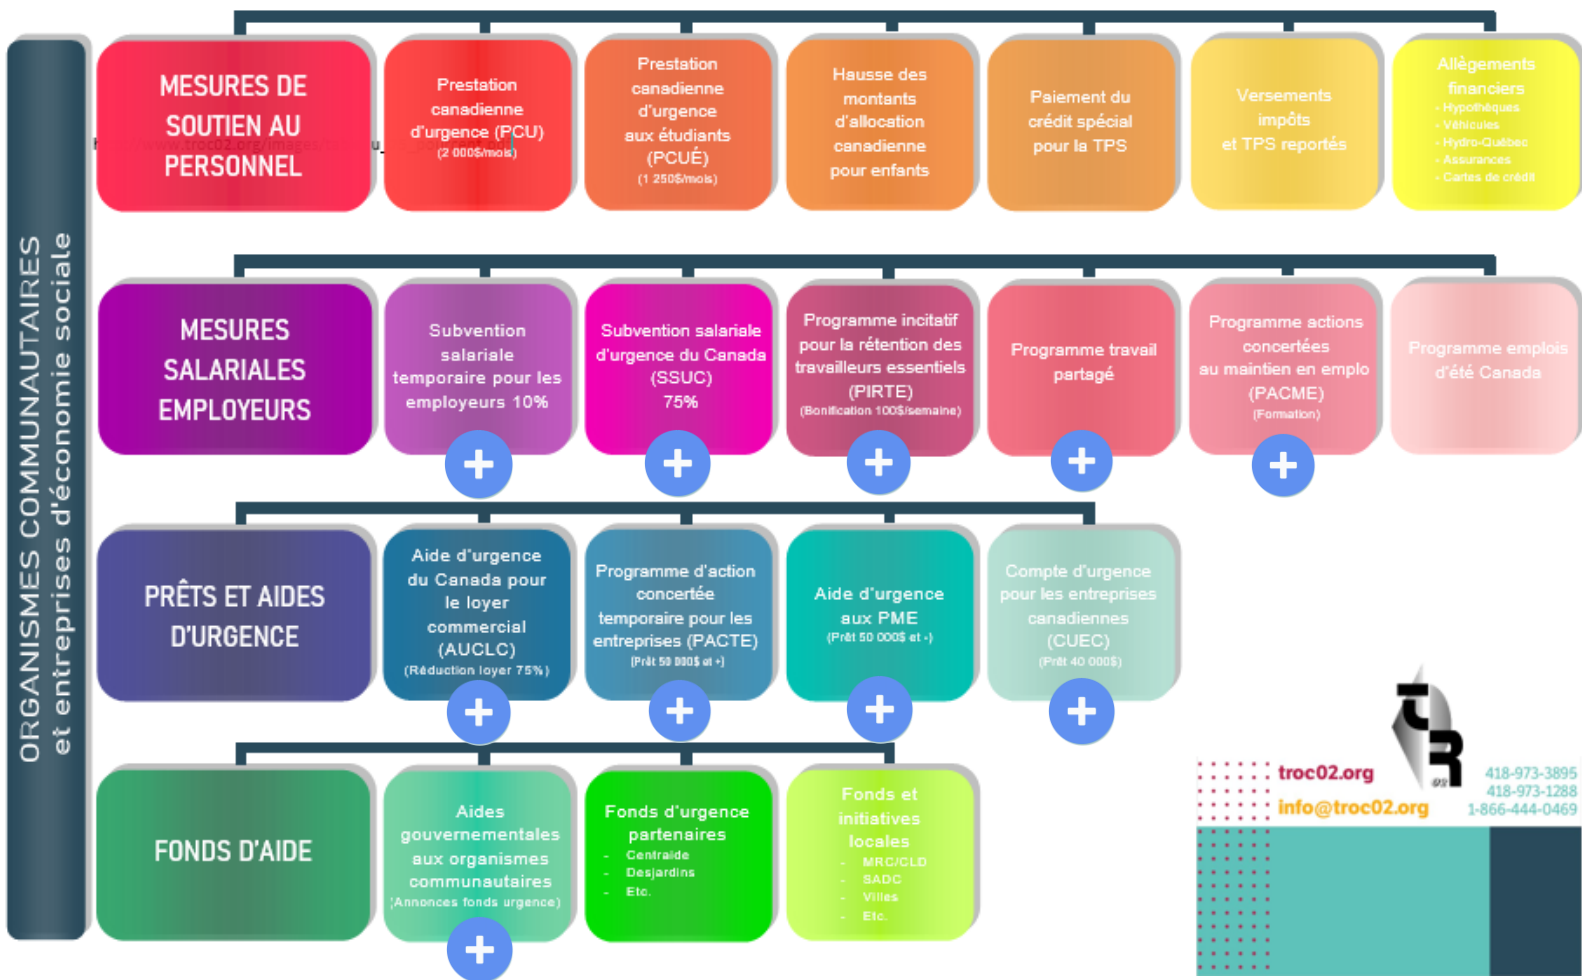 ORGANISMES COMMUNAUTAIRES
et entreprises d'économie sociale
MESURES DE
SOUTIEN AU
PERSONNEL
Prestation
canadienne
d'urgence (PCU)
(2 000$/mois)
Prestation
canadienne
d'urgence
aux étudiants
(PCUÉ)
(1 250$/mois)
Hausse des
montants
d'allocation
canadienne
pour enfants
Paiement du
crédit spécial
pour la TPS
Versements
impôts
et TPS reportés
Allègements
financiers
- Hypothèques
- Véhicules
- Hydro-Québec
- Assurances
- Cartes de crédit
MESURES
SALARIALES
EMPLOYEURS
Subvention
salariale
temporaire pour les
employeurs 10%
+
Subvention salariale
d'urgence du Canada
(SSUC)
75%
+
Programme incitatif
pour la rétention des
travailleurs essentiels
(PIRTE)
(Bonification 100$/semaine)
+
Programme travail
partagé
+
Programme actions
concertées
au maintien en emplo
(PACME)
(Formation)
+
Programme emplois
d'été Canada
PRÊTS ET AIDES
D'URGENCE
Aide d'urgence
du Canada pour
le loyer
commercial
(AUCLC)
(Réduction loyer 75%)
+
Programme d'action
concertée
temporaire pour les
entreprises (PACTE)
(Prêt 50 000$ et +)
+
Aide d'urgence
aux PME
(Prêt 50 000$ et -)
+
Compte d'urgence
pour les entreprises
canadiennes
(CUEC)
(Prêt 40 000$)
+
FONDS D'AIDE
Aides
gouvernementales
aux organismes
communautaires
(Annonces fonds urgence)
+
Fonds d'urgence
partenaires
- Centraide
- Desjardins
- Etc.
Fonds et
initiatives
locales
- MRC/CLD
- SADC
- Villes
- Etc.
troc02.org
info@troc02.org
418-973-3895
418-973-1288
1-866-444-0469